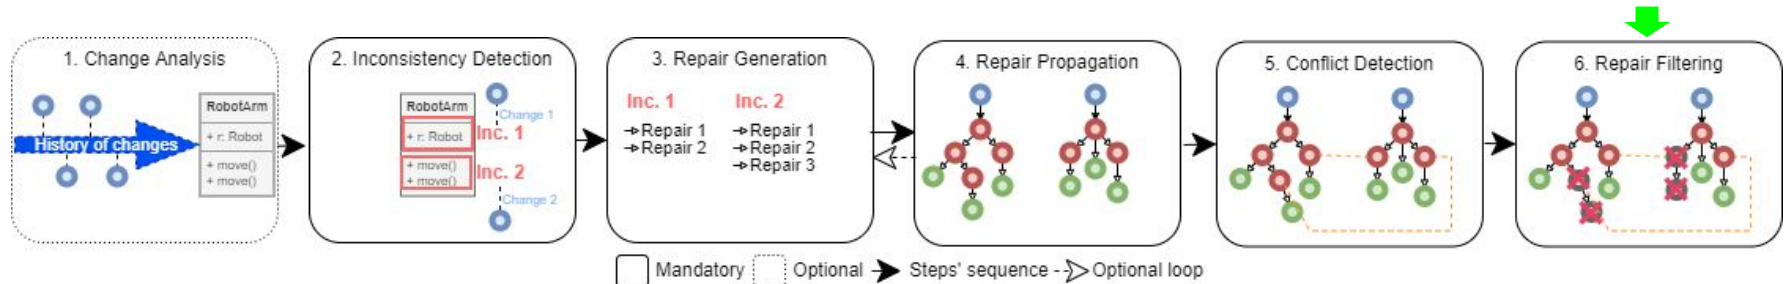 1. Change Analysis
RobotArm
+ r: Robot
+ move()
+ move()
History of changes
2. Inconsistency Detection
RobotArm
+ r: Robot
+ move()
+ move()
Change 1
Inc. 1
Inc. 2
Change 2
3. Repair Generation
Inc. 1
Repair 1
Repair 2
Inc. 2
Repair 1
Repair 2
Repair 3
4. Repair Propagation
5. Conflict Detection
6. Repair Filtering
Mandatory
Optional
Steps' sequence
Optional loop